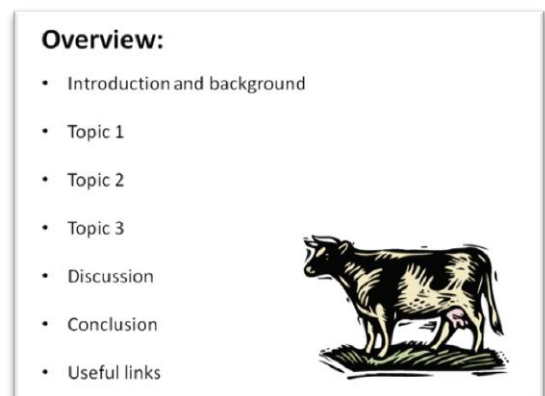 Overview:
• Introduction and background
• Topic 1
• Topic 2
• Topic 3
• Discussion
• Conclusion
• Useful links